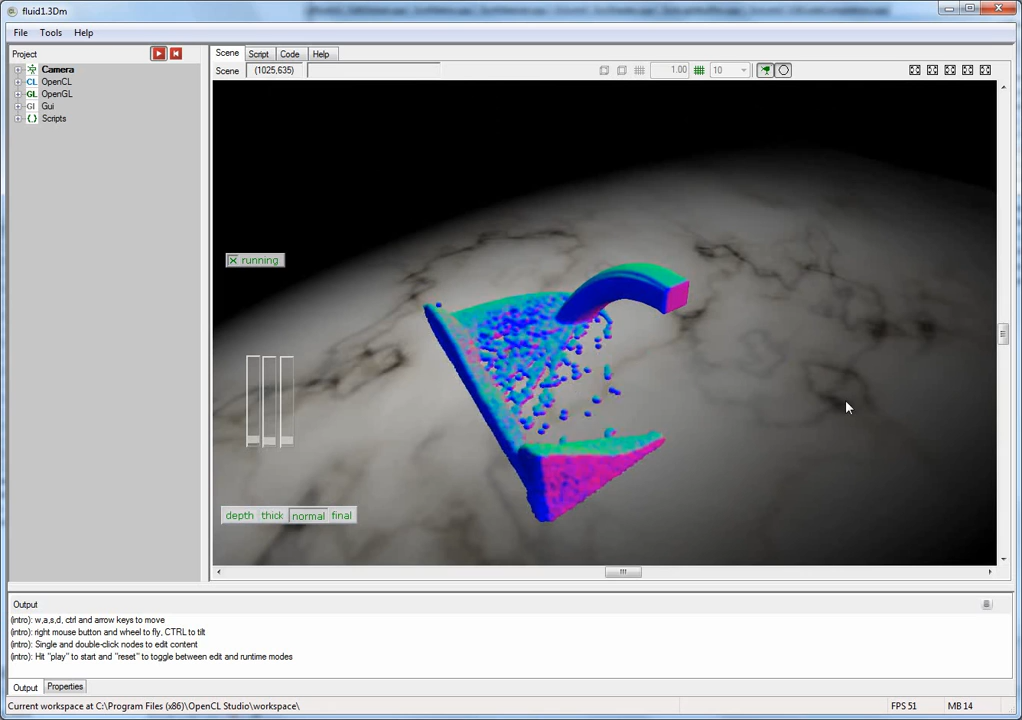 fluid1.3Dm
File Tools Help
Project
Camera
CL OpenCL
GL OpenGL
GI Gui
{ } Scripts
Scene Script Code Help
Scene (1025,635) 1.00 10
running
depth thick normal final
Output
(intro): w,a,s,d, ctrl and arrow keys to move
(intro): right mouse button and wheel to fly, CTRL to tilt
(intro): Single and double-click nodes to edit content
(intro): Hit "play" to start and "reset" to toggle between edit and runtime modes
Output Properties
Current workspace at C:\Program Files (x86)\OpenCL Studio\workspace\ FPS 51 MB 14